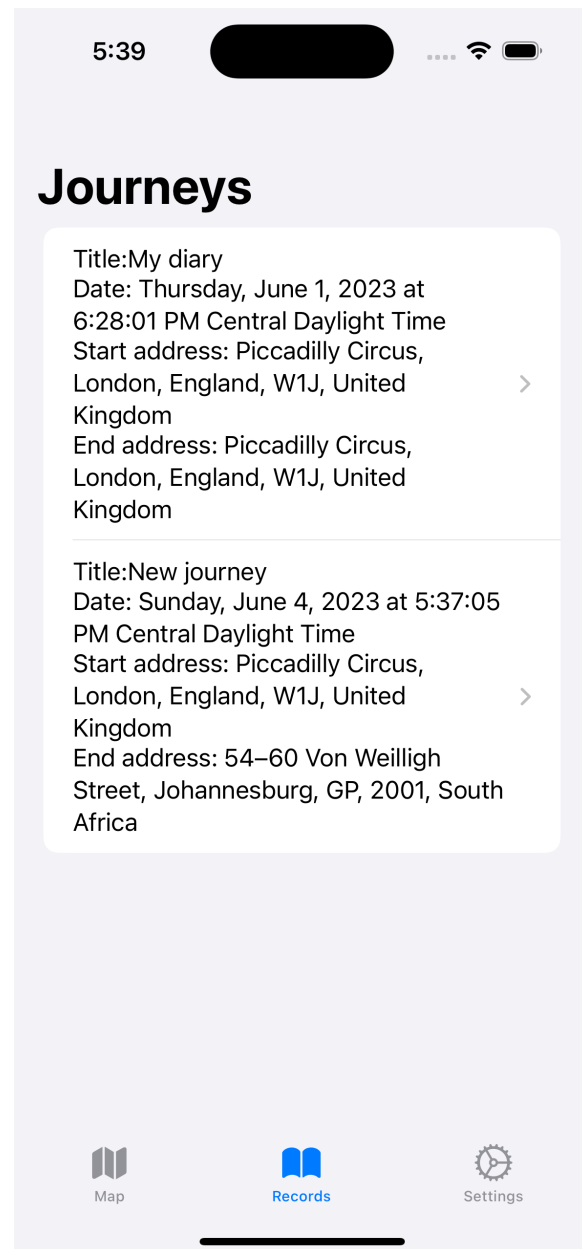 5:39
Journeys
Title:My diary
Date: Thursday, June 1, 2023 at
6:28:01 PM Central Daylight Time
Start address: Piccadilly Circus,
London, England, W1J, United
Kingdom
End address: Piccadilly Circus,
London, England, W1J, United
Kingdom
Title:New journey
Date: Sunday, June 4, 2023 at 5:37:05
PM Central Daylight Time
Start address: Piccadilly Circus,
London, England, W1J, United
Kingdom
End address: 54–60 Von Weilligh
Street, Johannesburg, GP, 2001, South
Africa
Map
Records
Settings